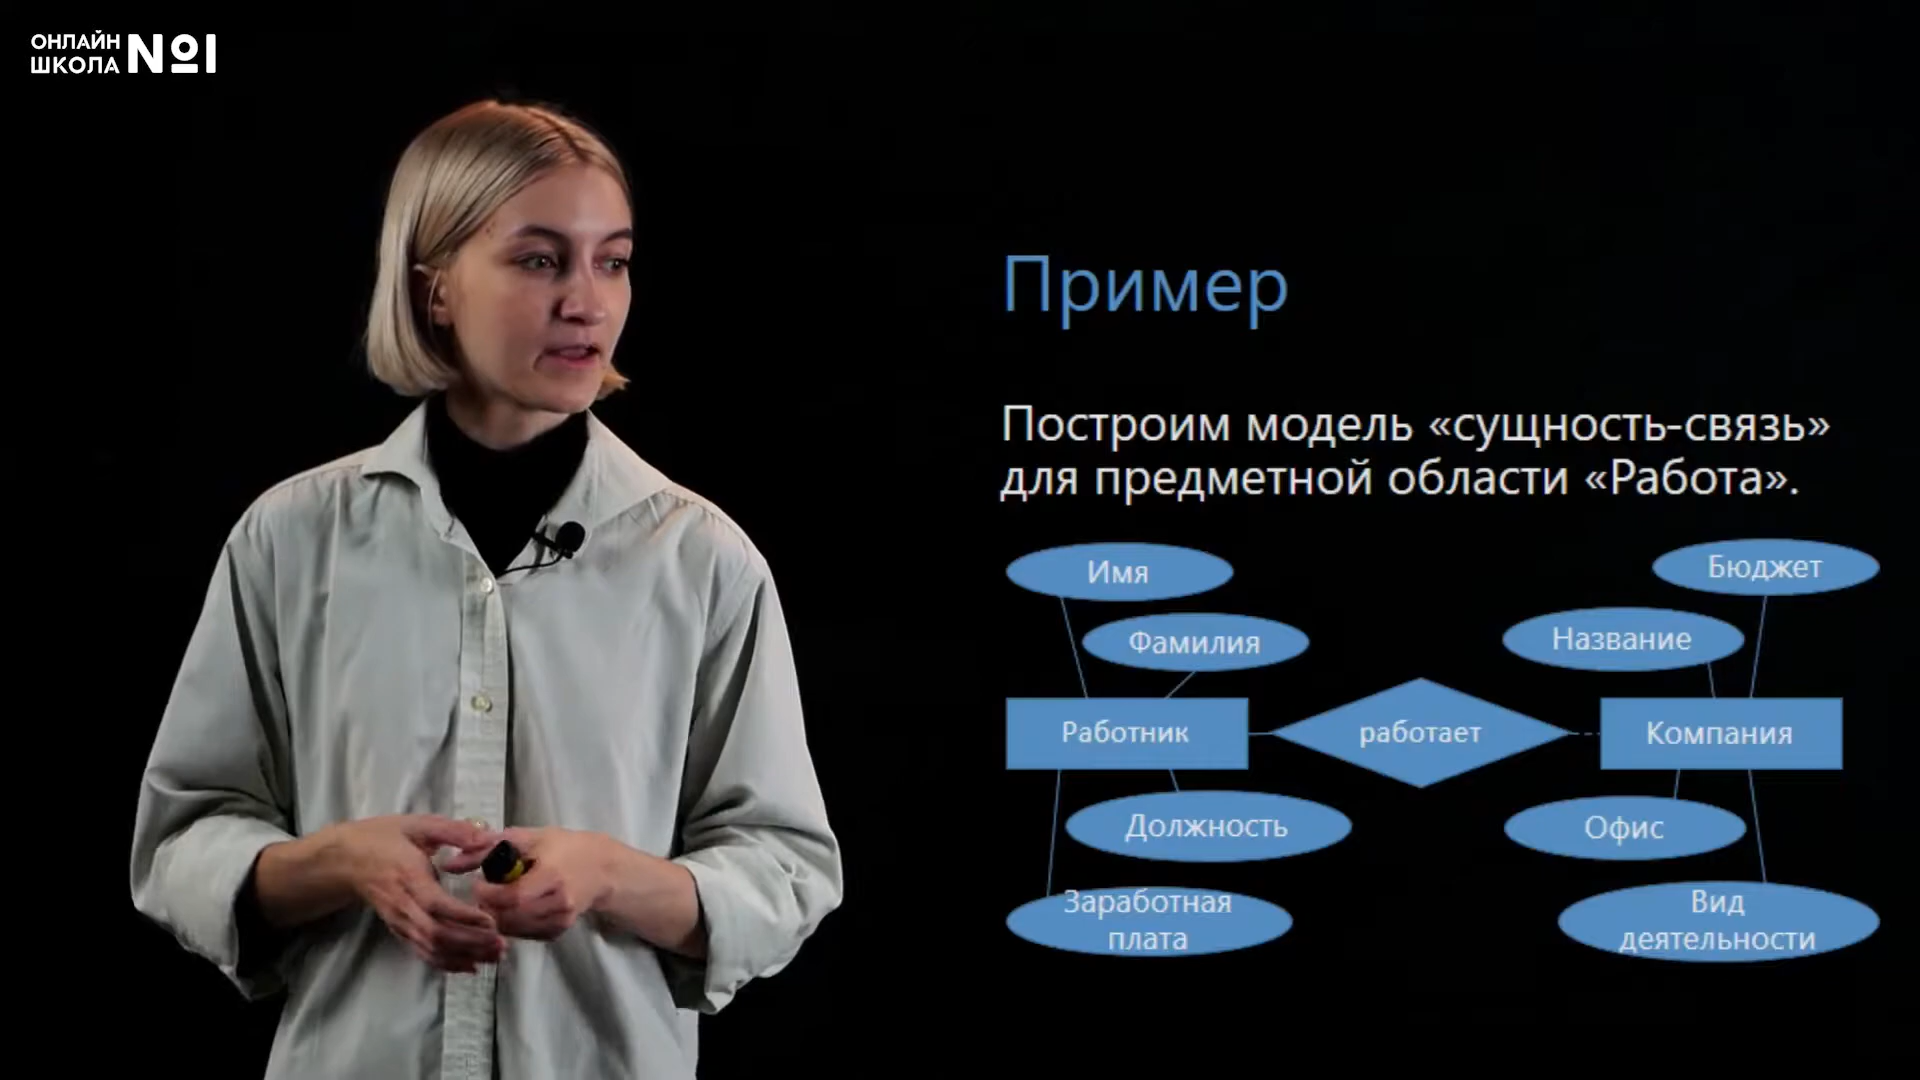 ОНЛАЙН
ШКОЛА №1
Пример
Построим модель «сущность-связь»
для предметной области «Работа».
Имя
Бюджет
Фамилия
Название
Работник
работает
Компания
Должность
Офис
Заработная
плата
Вид
деятельности